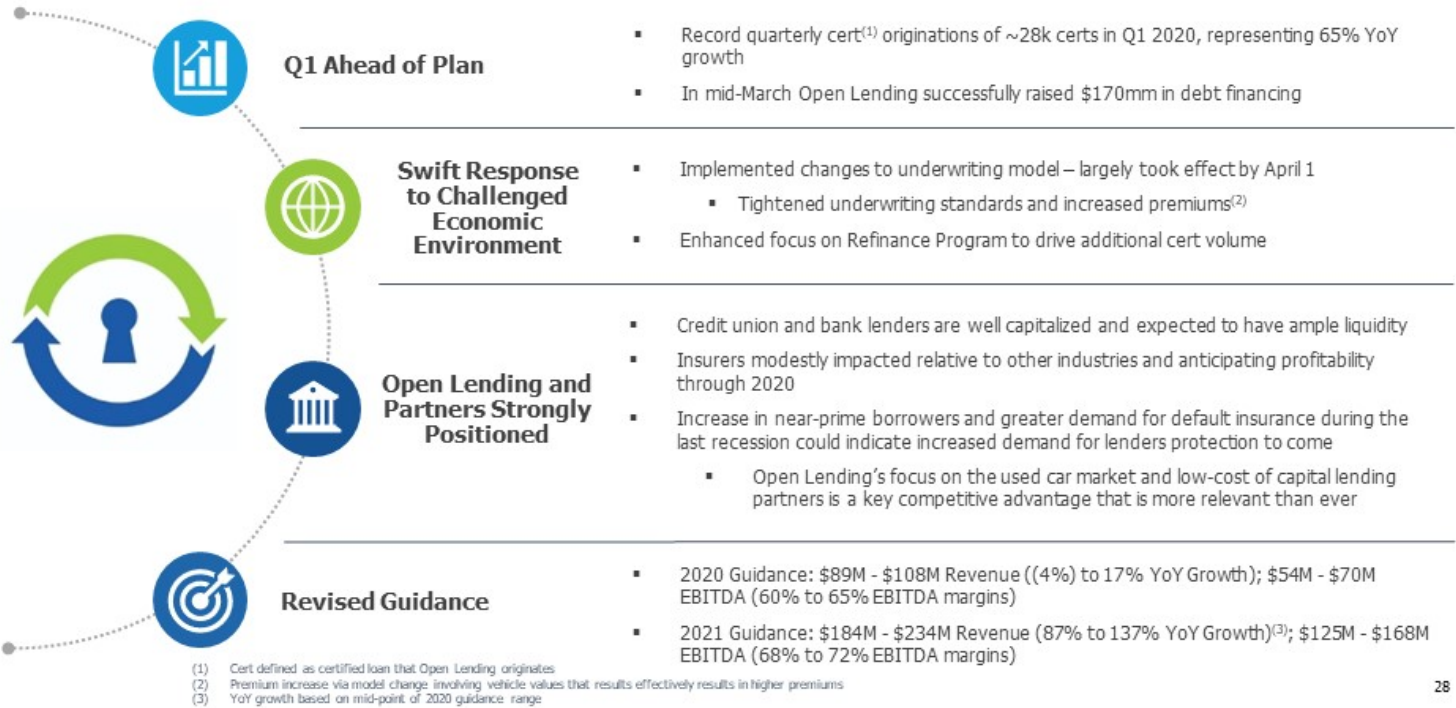 Q1 Ahead of Plan
▪ Record quarterly cert(1) originations of ~28k certs in Q1 2020, representing 65% YoY
growth
▪ In mid-March Open Lending successfully raised $170mm in debt financing
Swift Response
to Challenged
Economic
Environment
▪ Implemented changes to underwriting model – largely took effect by April 1
▪ Tightened underwriting standards and increased premiums(2)
▪ Enhanced focus on Refinance Program to drive additional cert volume
Open Lending and
Partners Strongly
Positioned
▪ Credit union and bank lenders are well capitalized and expected to have ample liquidity
▪ Insurers modestly impacted relative to other industries and anticipating profitability
through 2020
▪ Increase in near-prime borrowers and greater demand for default insurance during the
last recession could indicate increased demand for lenders protection to come
▪ Open Lending's focus on the used car market and low-cost of capital lending
partners is a key competitive advantage that is more relevant than ever
Revised Guidance
▪ 2020 Guidance: $89M - $108M Revenue ((4%) to 17% YoY Growth); $54M - $70M
EBITDA (60% to 65% EBITDA margins)
▪ 2021 Guidance: $184M - $234M Revenue (87% to 137% YoY Growth)(3); $125M - $168M
EBITDA (68% to 72% EBITDA margins)
(1) Cert defined as certified loan that Open Lending originates
(2) Premium increase via model change involving vehicle values that results effectively results in higher premiums
(3) YoY growth based on mid-point of 2020 guidance range
28